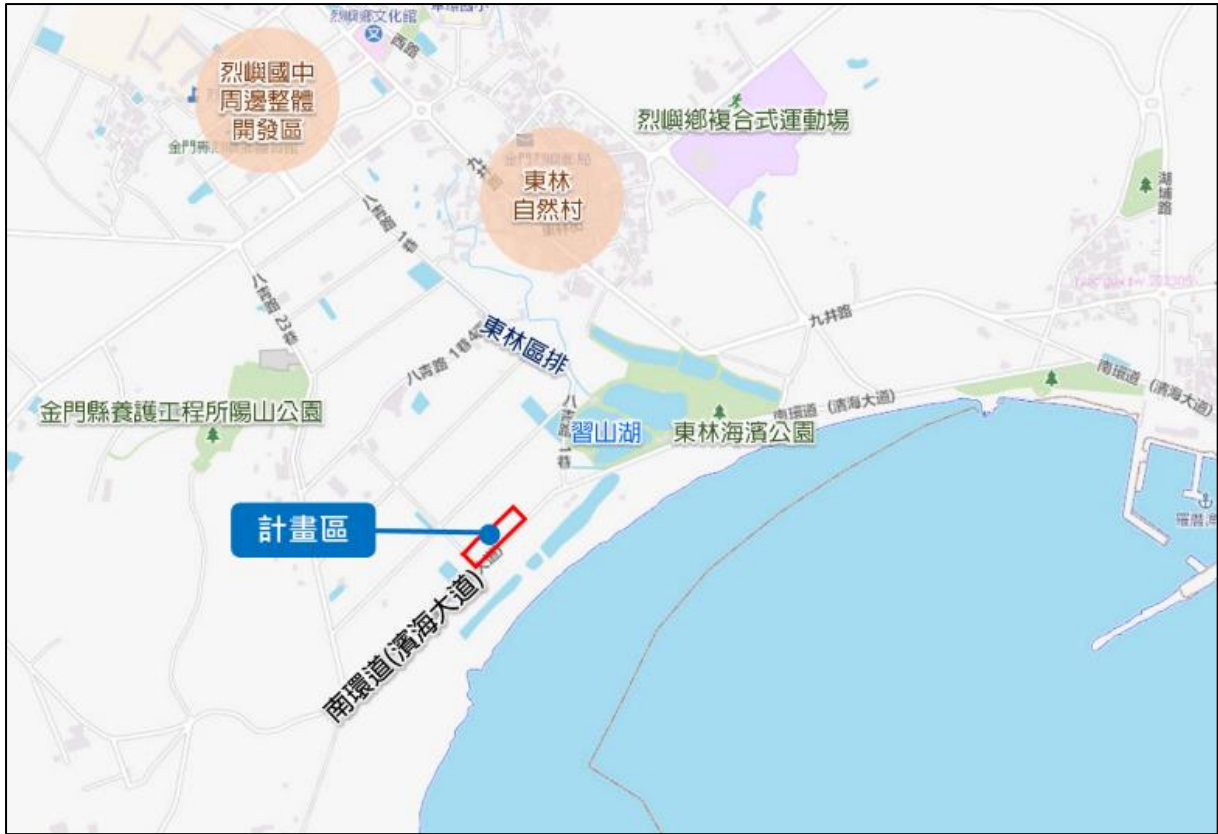 烈嶼鄉文化館
西路
烈嶼國中
周邊整體
開發區
烈嶼鄉複合式運動場
九井路
東林
自然村
湖埔路
八青路 1巷
八青路 23巷
東林區排
九井路
八青路 1巷
南環道 (濱海大道)
金門縣養護工程所陽山公園
南環道 (濱海大道)
習山湖
東林海濱公園
八青路 1巷
計畫區
南環道(濱海大道)